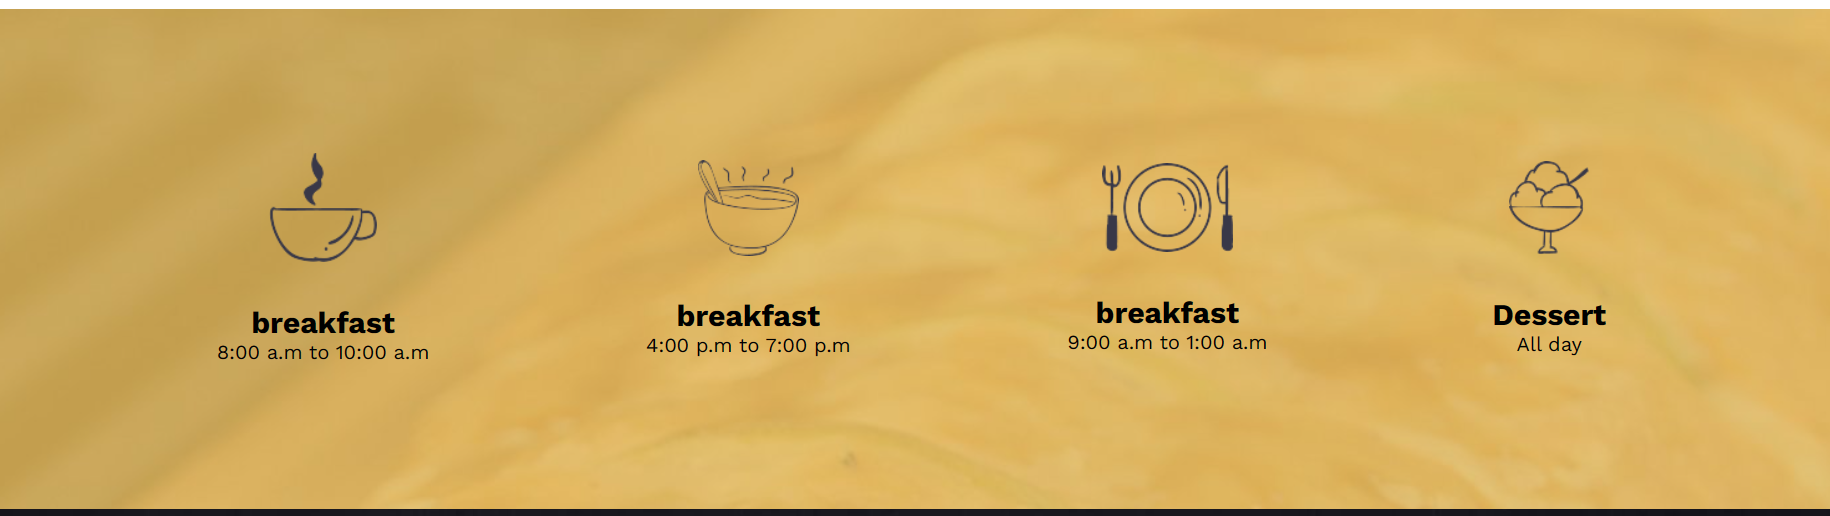 breakfast
8:00 a.m to 10:00 a.m
breakfast
4:00 p.m to 7:00 p.m
breakfast
9:00 a.m to 1:00 a.m
Dessert
All day